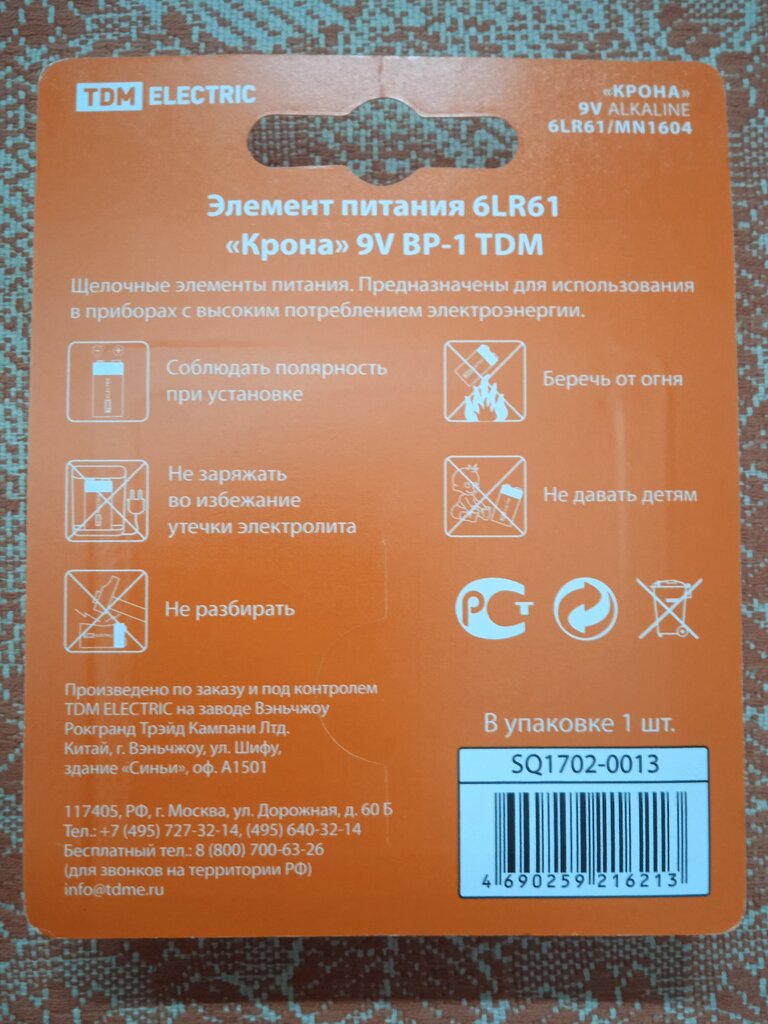 TDM ELECTRIC
«КРОНА»
9V ALKALINE
6LR61/MN1604
Элемент питания 6LR61
«Крона» 9V BP-1 TDM
Щелочные элементы питания. Предназначены для использования
в приборах с высоким потреблением электроэнергии.
Соблюдать полярность
при установке
Беречь от огня
Не заряжать
во избежание
утечки электролита
Не давать детям
Не разбирать
РСТ
Произведено по заказу и под контролем
TDM ELECTRIC на заводе Вэньчжоу
Рокгранд Трэйд Кампани Лтд.
Китай, г. Вэньчжоу, ул. Шифу,
здание «Синьи», оф. А1501
В упаковке 1 шт.
SQ1702-0013
4 690259 216213
117405, РФ, г. Москва, ул. Дорожная, д. 60 Б
Тел.: +7 (495) 727-32-14, (495) 640-32-14
Бесплатный тел.: 8 (800) 700-63-26
(для звонков на территории РФ)
info@tdme.ru